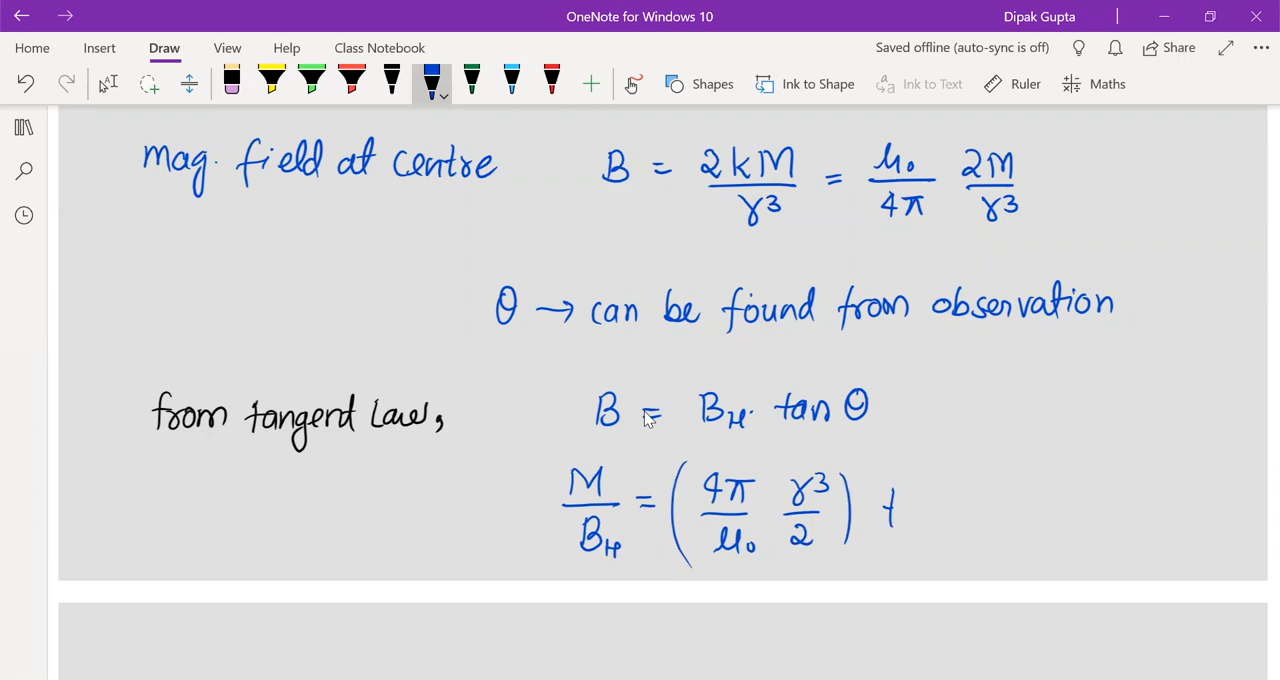 OneNote for Windows 10
Dipak Gupta
Home Insert Draw View Help Class Notebook
Saved offline (auto-sync is off) Share
Shapes Ink to Shape Ink to Text Ruler Maths
mag. field at centre B = 2kM/r³ = μ₀/4π 2M/r³
θ → can be found from observation
from tangerd Law, B = B_H. tan θ
M/B_H = (4π/μ₀ r³/2) t